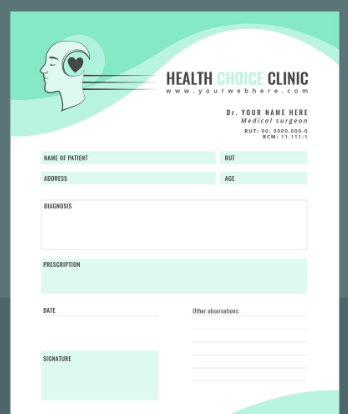 HEALTH CHOICE CLINIC
www.yourwebhere.com
Dr. YOUR NAME HERE
Medical surgeon
RUT: 00. 0000.000-0
RCM: 11.111-1
NAME OF PATIENT RUT
ADDRESS AGE
DIAGNOSIS
PRESCRIPTION
DATE Other observations:
SIGNATURE